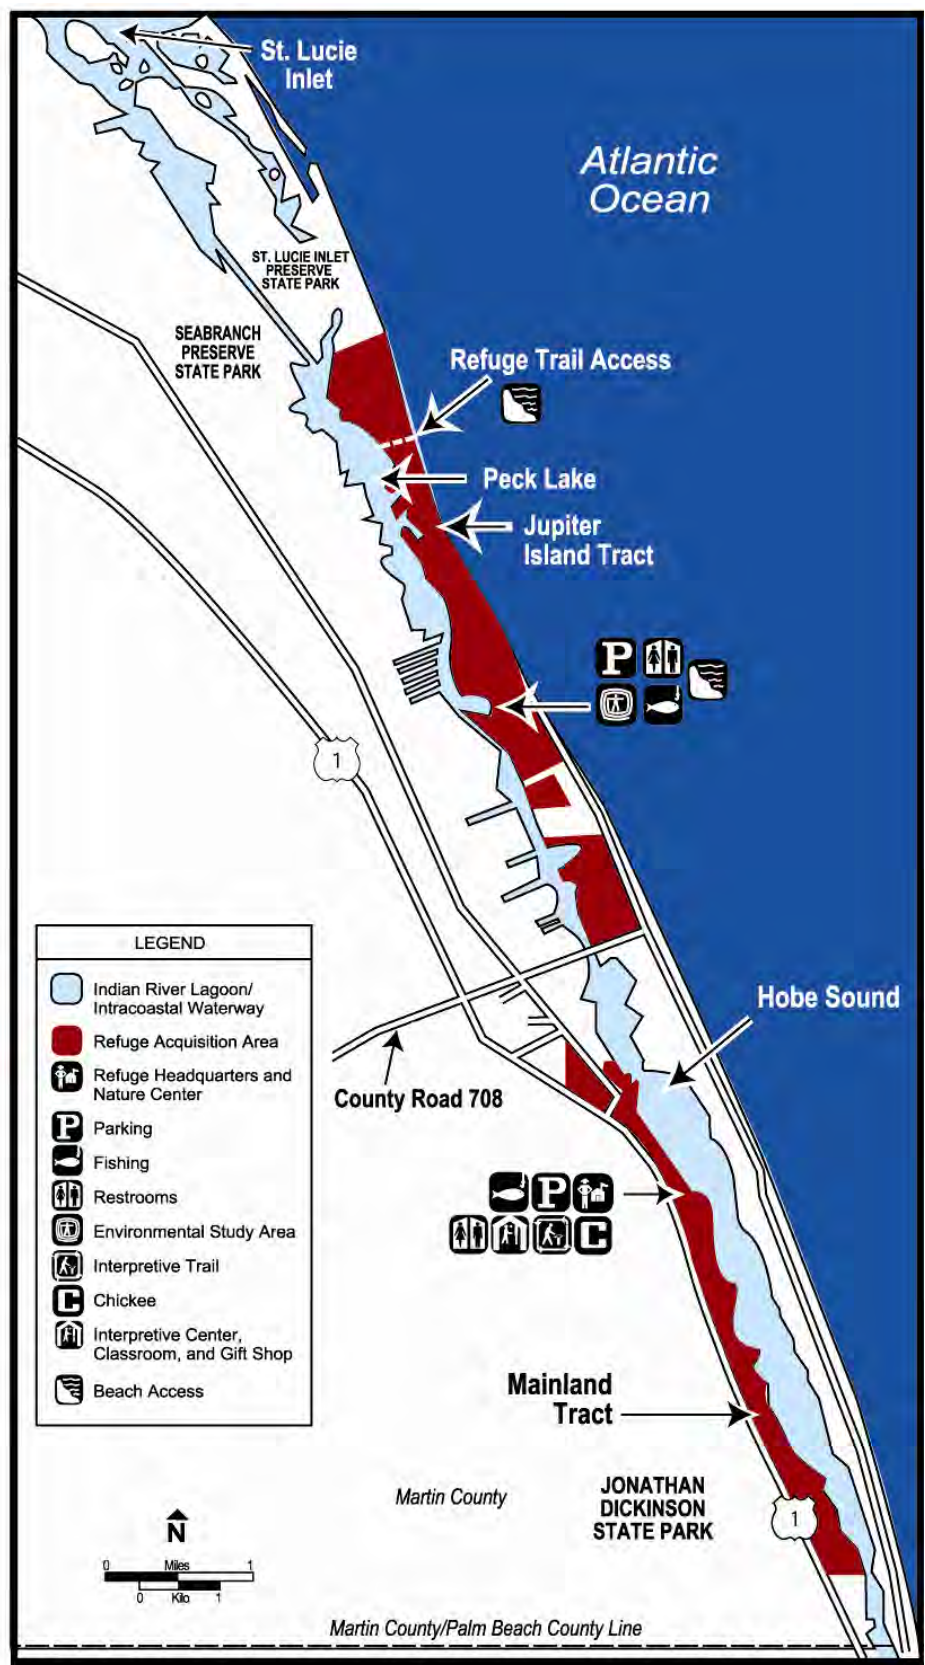 St. Lucie
Inlet
Atlantic
Ocean
ST. LUCIE INLET
PRESERVE
STATE PARK
SEABRANCH
PRESERVE
STATE PARK
Refuge Trail Access
Peck Lake
Jupiter
Island Tract
P
1
LEGEND
Indian River Lagoon/
Intracoastal Waterway
Refuge Acquisition Area
Refuge Headquarters and
Nature Center
P Parking
Fishing
Restrooms
Environmental Study Area
Interpretive Trail
C Chickee
Interpretive Center,
Classroom, and Gift Shop
Beach Access
Hobe Sound
County Road 708
P
C
Mainland
Tract
Martin County
JONATHAN
DICKINSON
STATE PARK
1
N
0 Miles 1
0 Kilo 1
Martin County/Palm Beach County Line